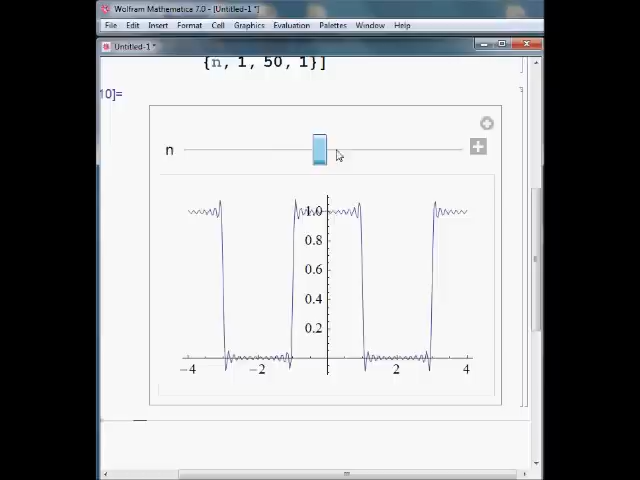 Wolfram Mathematica 7.0 - [Untitled-1 *]
File Edit Insert Format Cell Graphics Evaluation Palettes Window Help
Untitled-1 *
{n, 1, 50, 1}]
10]=
n
1.0
0.8
0.6
0.4
0.2
−4 −2 2 4